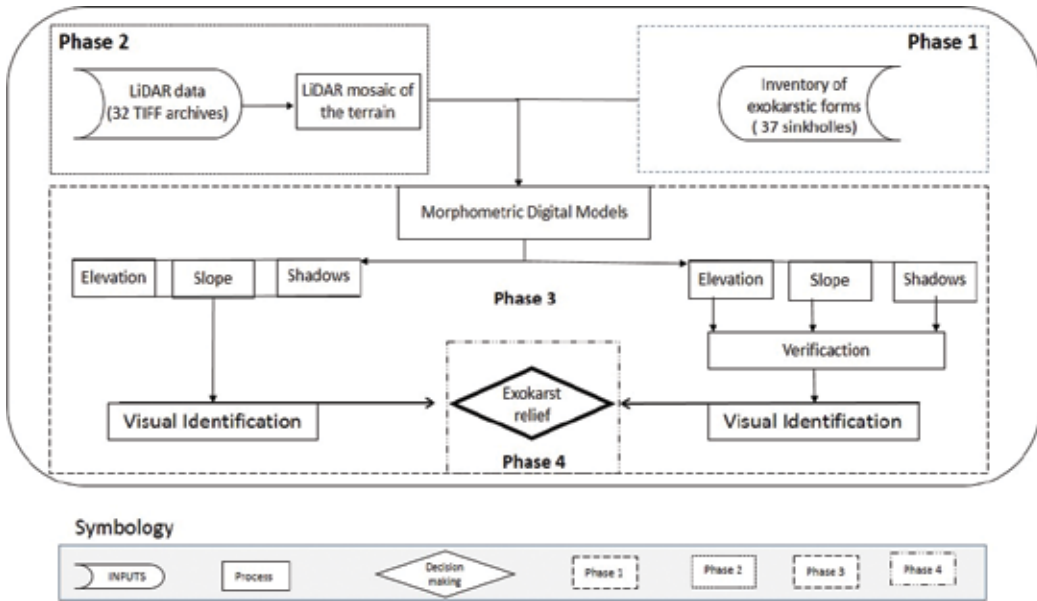 Phase 2
Phase 1
LiDAR data
(32 TIFF archives)
LiDAR mosaic of
the terrain
Inventory of
exokarstic forms
( 37 sinkholles)
Morphometric Digital Models
Elevation
Slope
Shadows
Phase 3
Elevation
Slope
Shadows
Verificaction
Visual Identification
Exokarst
relief
Visual Identification
Phase 4
Symbology
INPUTS
Process
Decision
making
Phase 1
Phase 2
Phase 3
Phase 4